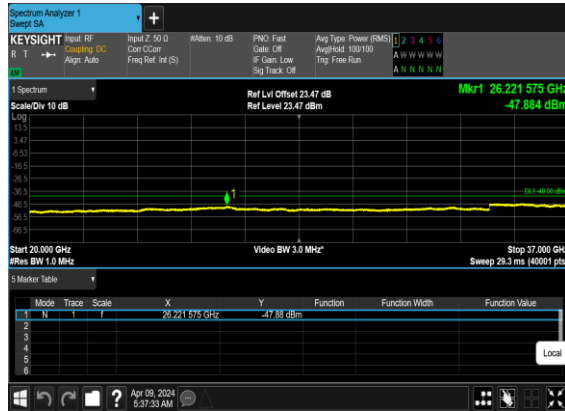 Spectrum Analyzer 1
Swept SA
+
KEYSIGHT Input: RF Input Z: 50 Ω #Atten: 10 dB PNO: Fast Avg Type: Power (RMS) 1 2 3 4 5 6
R T Coupling: DC Corr CCorr Gate: Off Avg|Hold: 100/100 A W W W W W
Align: Auto Freq Ref: Int (S) IF Gain: Low Trig: Free Run
LW Sig Track: Off A N N N N N
1 Spectrum Ref Lvl Offset 23.47 dB Mkr1 26.221 575 GHz
Scale/Div 10 dB Ref Level 23.47 dBm -47.884 dBm
Log
13.5
3.47
-6.53
-16.5
-26.5
-36.5 1 DL1 -40.00 dBm
-46.5
-56.5
-66.5
Start 20.000 GHz Video BW 3.0 MHz* Stop 37.000 GHz
#Res BW 1.0 MHz Sweep 29.3 ms (40001 pts)
5 Marker Table
Mode Trace Scale X Y Function Function Width Function Value
1 N 1 f 26.221 575 GHz -47.88 dBm
2
3
4
5
6
Local
? Apr 09, 2024
5:37:33 AM